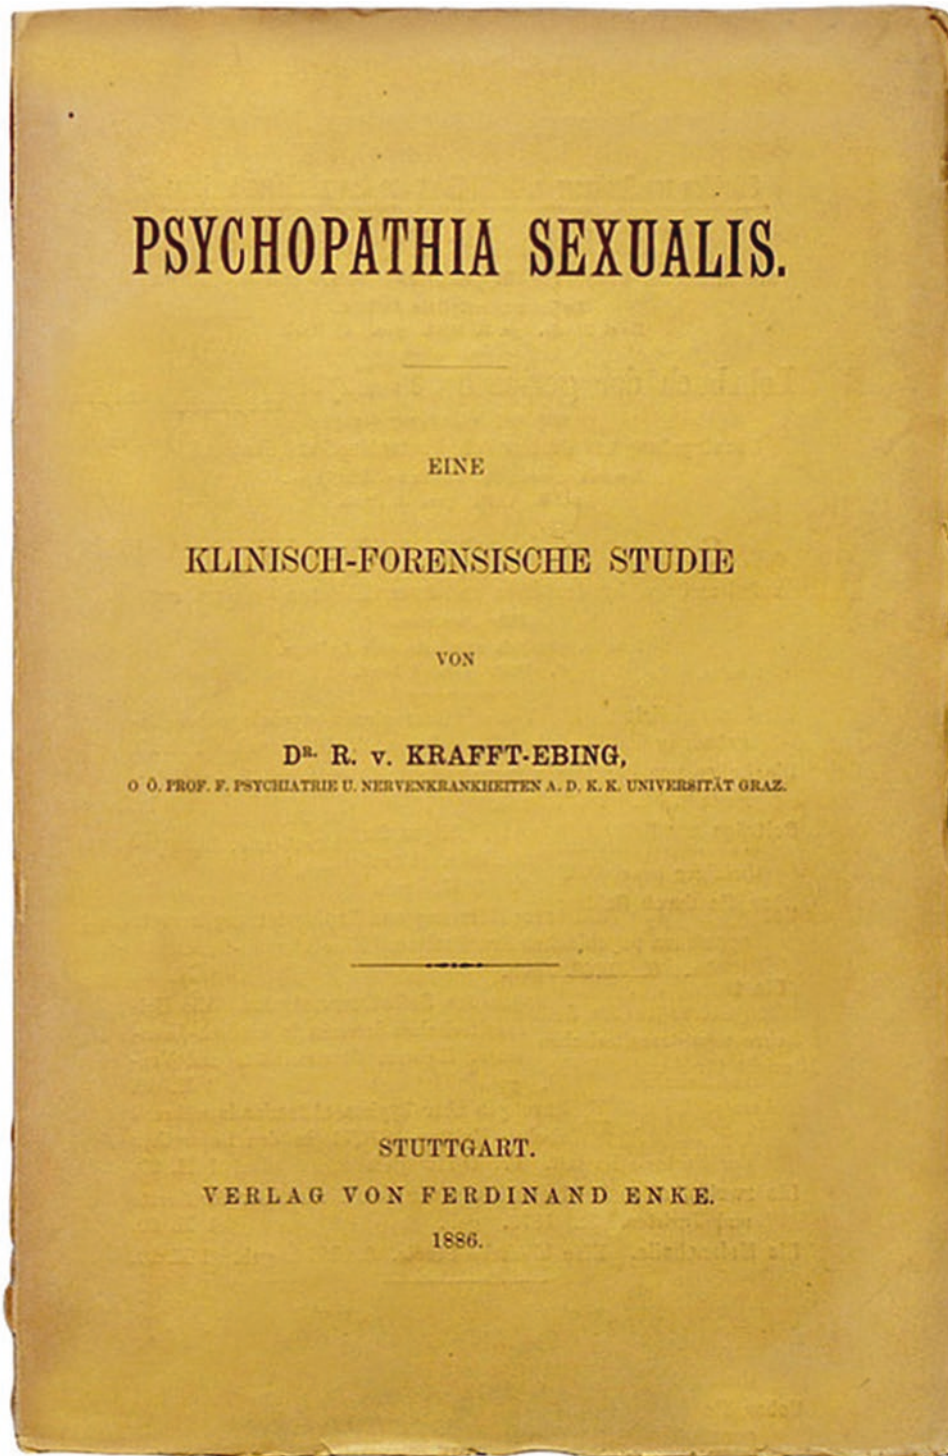 PSYCHOPATHIA SEXUALIS.
EINE
KLINISCH-FORENSISCHE STUDIE
VON
DR. R. v. KRAFFT-EBING,
O Ö. PROF. F. PSYCHIATRIE U. NERVENKRANKHEITEN A. D. K. K. UNIVERSITÄT GRAZ.
STUTTGART.
VERLAG VON FERDINAND ENKE.
1886.